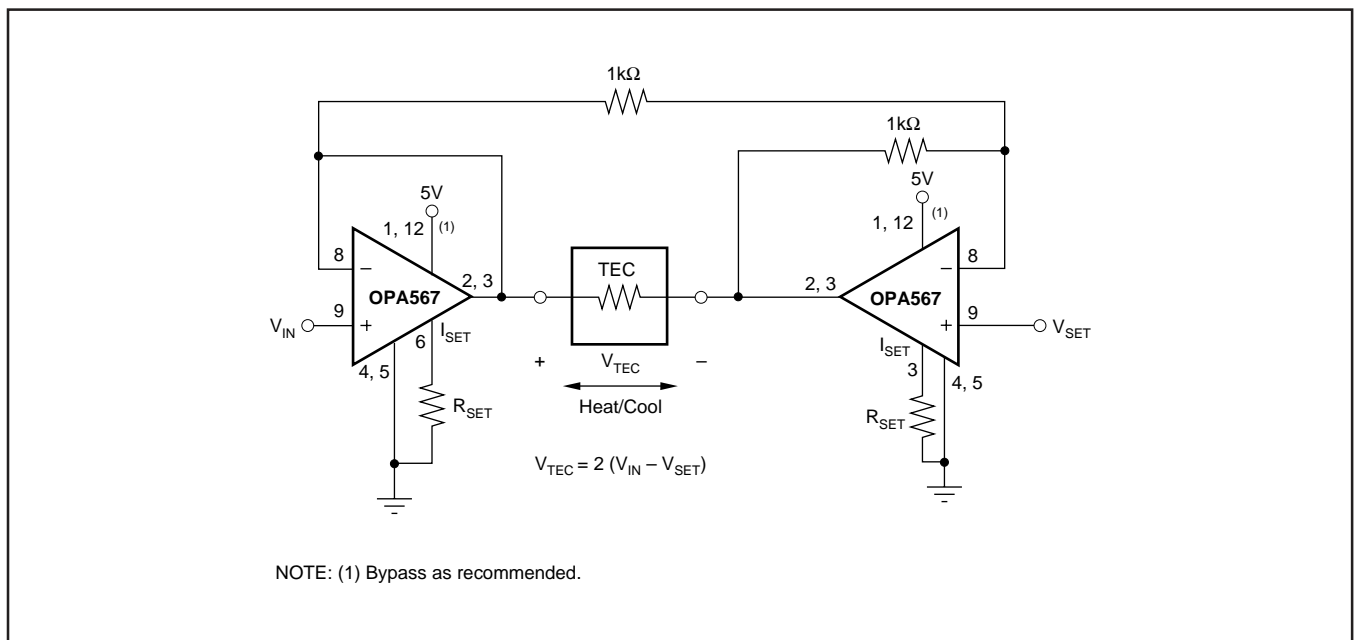 1kΩ
1kΩ
5V
(1)
1, 12
8
−
2, 3
OPA567
9
V_IN
+
I_SET
6
4, 5
R_SET
TEC
+ V_TEC −
Heat/Cool
V_TEC = 2 (V_IN – V_SET)
5V
(1)
1, 12
8
−
2, 3
OPA567
9
+
V_SET
I_SET
3
4, 5
R_SET
NOTE: (1) Bypass as recommended.